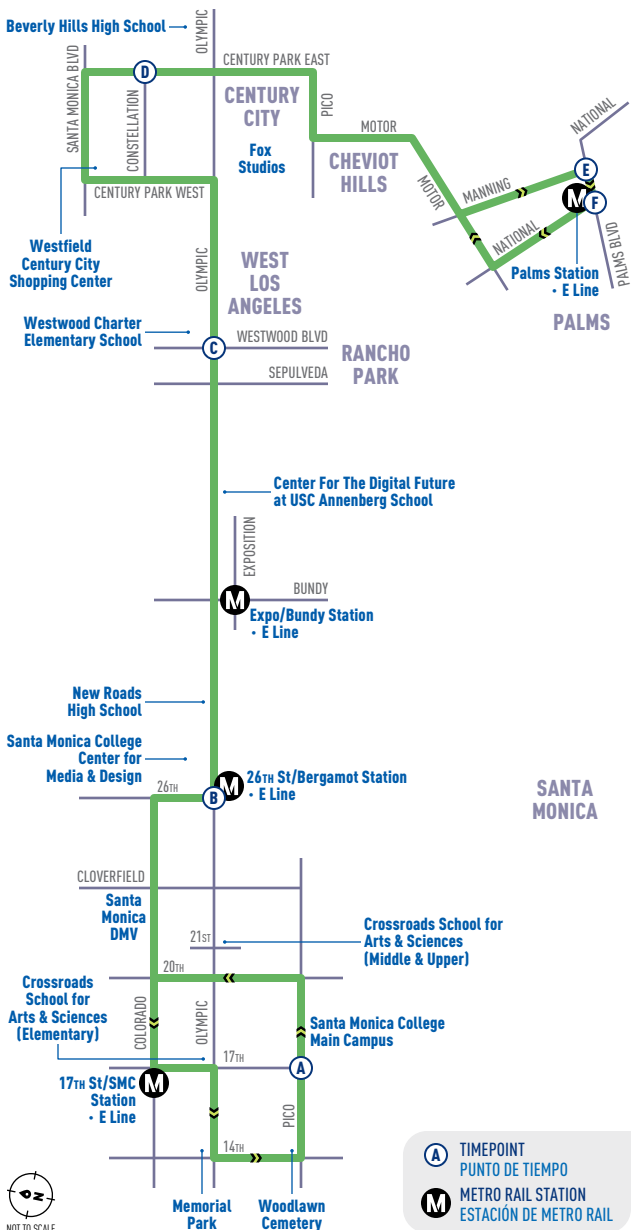 Beverly Hills High School
OLYMPIC
SANTA MONICA BLVD
D
CENTURY PARK EAST
CONSTELLATION
CENTURY
CITY
PICO
Fox
Studios
MOTOR
CHEVIOT
HILLS
NATIONAL
E
MOTOR
MANNING
M
F
NATIONAL
PALMS BLVD
Palms Station
• E Line
PALMS
CENTURY PARK WEST
Westfield
Century City
Shopping Center
OLYMPIC
WEST
LOS
ANGELES
Westwood Charter
Elementary School
C
WESTWOOD BLVD
RANCHO
PARK
SEPULVEDA
Center For The Digital Future
at USC Annenberg School
EXPOSITION
BUNDY
M
Expo/Bundy Station
• E Line
New Roads
High School
Santa Monica College
Center for
Media & Design
26TH
M
26TH St/Bergamot Station
• E Line
B
SANTA
MONICA
CLOVERFIELD
Santa
Monica
DMV
21ST
Crossroads School for
Arts & Sciences
(Middle & Upper)
20TH
Crossroads
School for
Arts & Sciences
(Elementary)
COLORADO
OLYMPIC
Santa Monica College
Main Campus
17TH
A
17TH St/SMC
Station
• E Line
M
PICO
14TH
Memorial
Park
Woodlawn
Cemetery
N
NOT TO SCALE
A
TIMEPOINT
PUNTO DE TIEMPO
M
METRO RAIL STATION
ESTACIÓN DE METRO RAIL